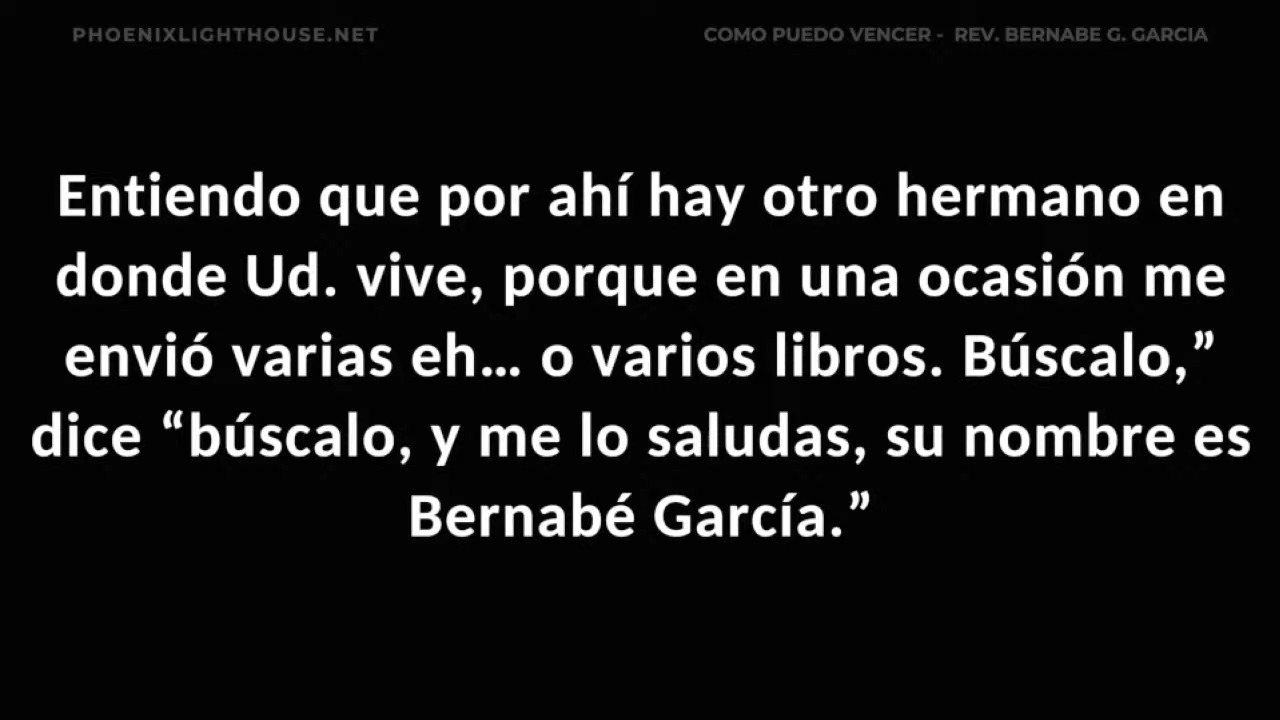 PHOENIXLIGHTHOUSE.NET
COMO PUEDO VENCER - REV. BERNABE G. GARCIA
Entiendo que por ahí hay otro hermano en
donde Ud. vive, porque en una ocasión me
envió varias eh... o varios libros. Búscalo,”
dice “búscalo, y me lo saludas, su nombre es
Bernabé García.”